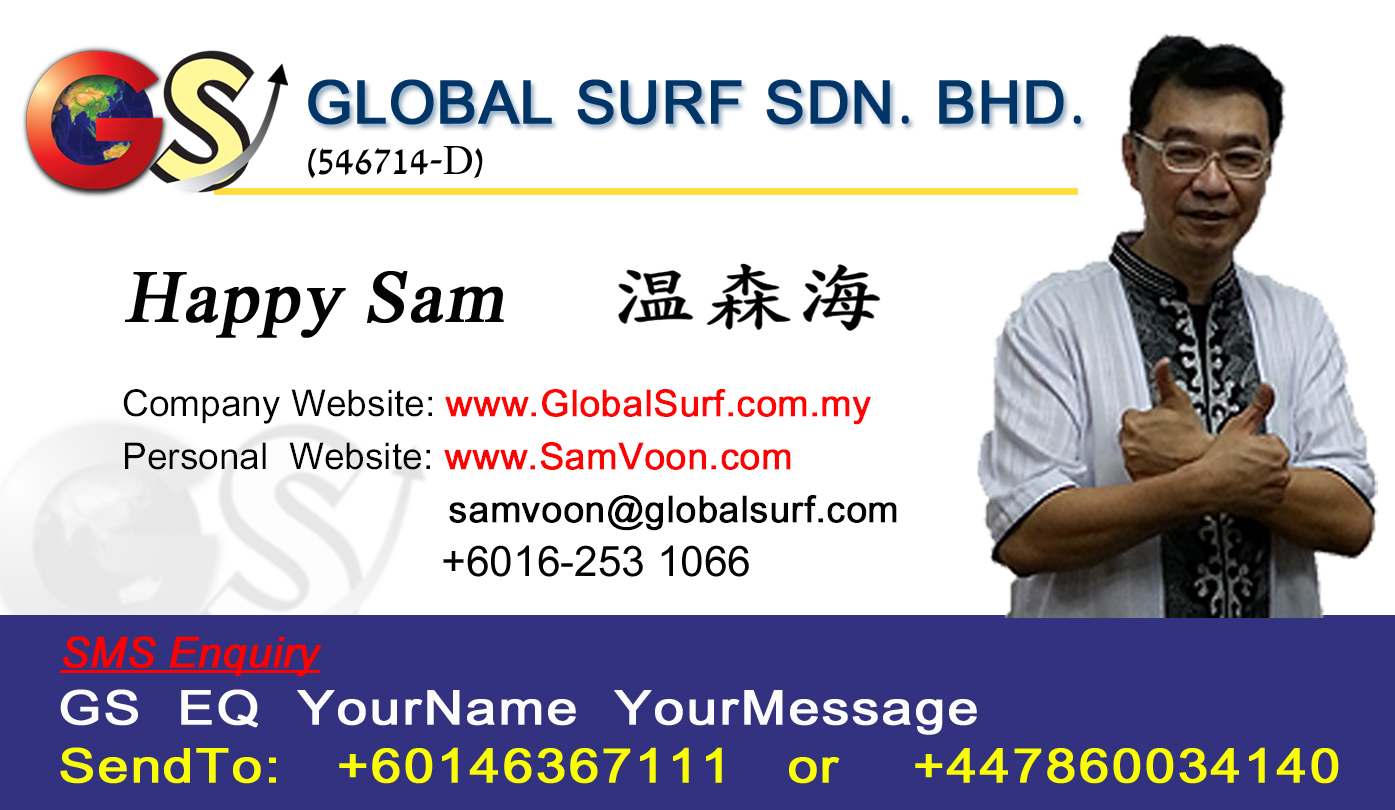 GS GLOBAL SURF SDN. BHD.
(546714-D)
Happy Sam 温森海
Company Website: www.GlobalSurf.com.my
Personal Website: www.SamVoon.com
samvoon@globalsurf.com
+6016-253 1066
SMS Enquiry
GS EQ YourName YourMessage
SendTo: +60146367111 or +447860034140